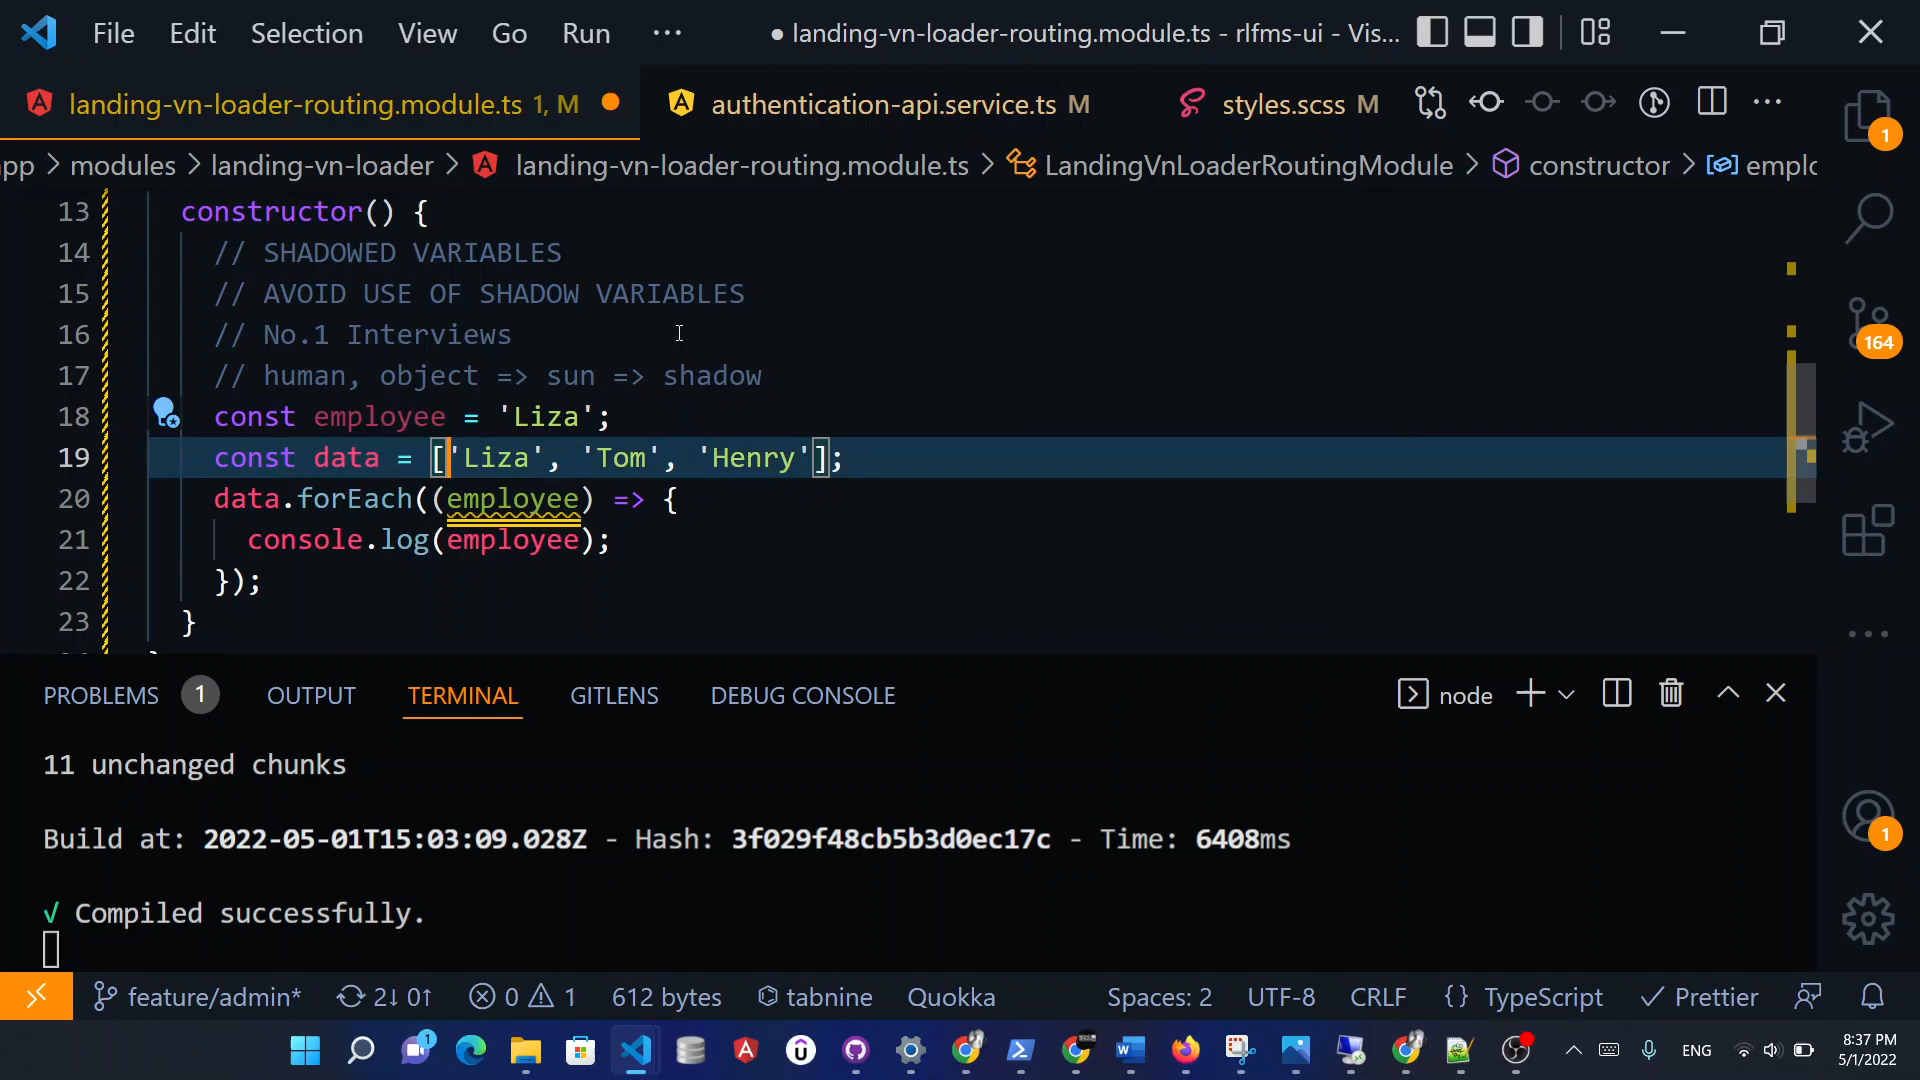 File Edit Selection View Go Run ··· ● landing-vn-loader-routing.module.ts - rlfms-ui - Vis...
landing-vn-loader-routing.module.ts 1, M authentication-api.service.ts M styles.scss M
app > modules > landing-vn-loader > landing-vn-loader-routing.module.ts > LandingVnLoaderRoutingModule > constructor > emplo
13 constructor() {
14 // SHADOWED VARIABLES
15 // AVOID USE OF SHADOW VARIABLES
16 // No.1 Interviews
17 // human, object => sun => shadow
18 const employee = 'Liza';
19 const data = ['Liza', 'Tom', 'Henry'];
20 data.forEach((employee) => {
21 console.log(employee);
22 });
23 }
1
164
PROBLEMS 1 OUTPUT TERMINAL GITLENS DEBUG CONSOLE node
11 unchanged chunks
Build at: 2022-05-01T15:03:09.028Z - Hash: 3f029f48cb5b3d0ec17c - Time: 6408ms
√ Compiled successfully.
1
feature/admin* 2↓ 0↑ 0 1 612 bytes tabnine Quokka Spaces: 2 UTF-8 CRLF {} TypeScript Prettier
1 ENG 8:37 PM
5/1/2022